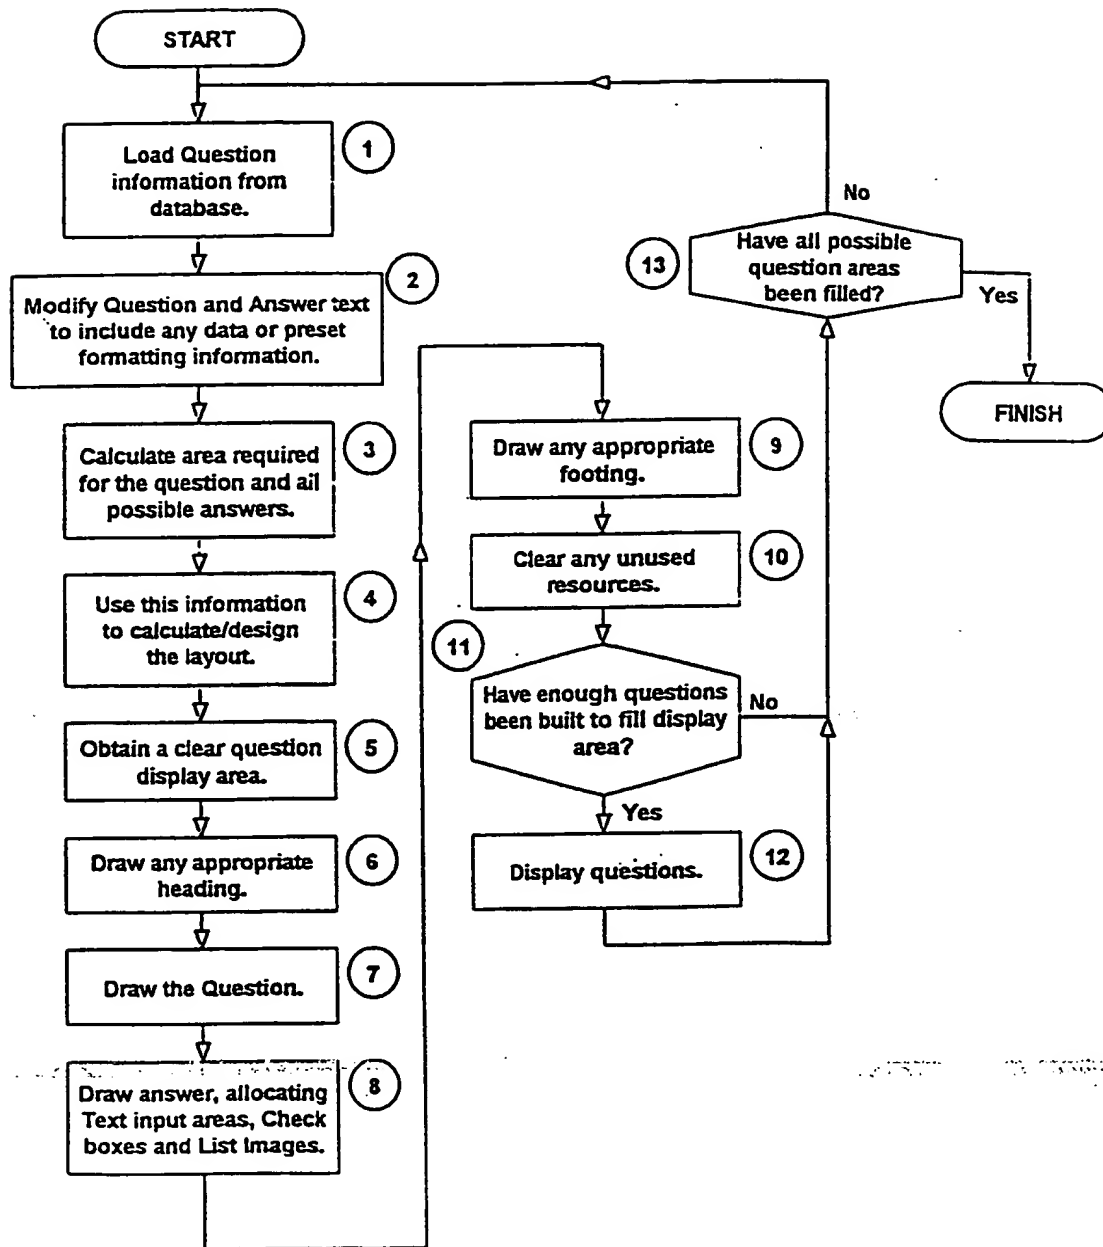 START
1
Load Question
information from
database.
2
Modify Question and Answer text
to include any data or preset
formatting information.
3
Calculate area required
for the question and all
possible answers.
4
Use this information
to calculate/design
the layout.
5
Obtain a clear question
display area.
6
Draw any appropriate
heading.
7
Draw the Question.
8
Draw answer, allocating
Text input areas, Check
boxes and List Images.
9
Draw any appropriate
footing.
10
Clear any unused
resources.
11
Have enough questions
been built to fill display
area?
No
Yes
12
Display questions.
13
Have all possible
question areas
been filled?
No
Yes
FINISH